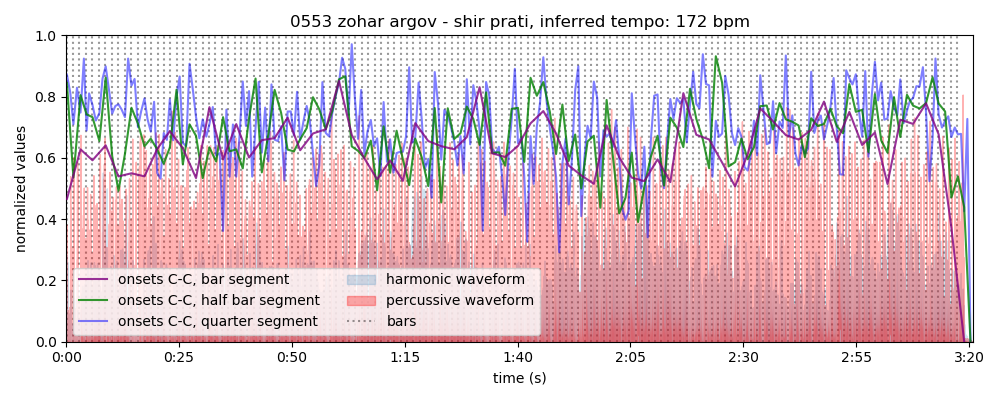 0553 zohar argov - shir prati, inferred tempo: 172 bpm
1.0
0.8
0.6
0.4
0.2
0.0
normalized values
onsets C-C, bar segment
onsets C-C, half bar segment
onsets C-C, quarter segment
harmonic waveform
percussive waveform
bars
0:00 0:25 0:50 1:15 1:40 2:05 2:30 2:55 3:20
time (s)